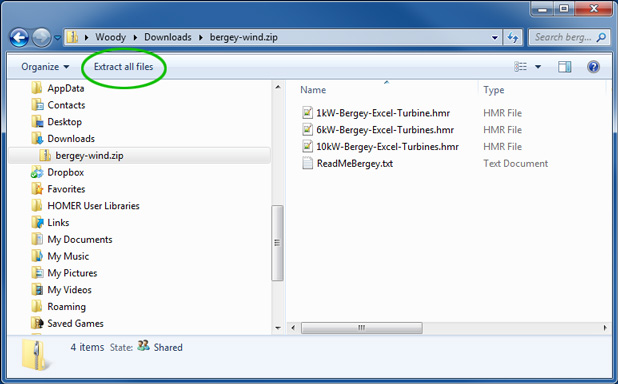 Woody Downloads bergey-wind.zip
Search berg...
Organize Extract all files
AppData
Contacts
Desktop
Downloads
bergey-wind.zip
Dropbox
Favorites
HOMER User Libraries
Links
My Documents
My Music
My Pictures
My Videos
Roaming
Saved Games
Name Type
1kW-Bergey-Excel-Turbine.hmr HMR File
6kW-Bergey-Excel-Turbines.hmr HMR File
10kW-Bergey-Excel-Turbines.hmr HMR File
ReadMeBergey.txt Text Document
4 items State: Shared